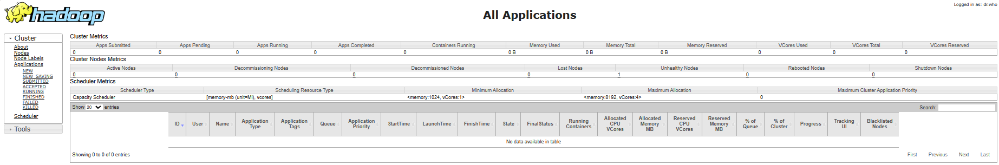 Logged in as: dr.who
hadoop
All Applications
Cluster
About
Nodes
Node Labels
Applications
NEW
NEW_SAVING
SUBMITTED
ACCEPTED
RUNNING
FINISHED
FAILED
KILLED
Scheduler
Tools
Cluster Metrics
Apps Submitted Apps Pending Apps Running Apps Completed Containers Running Memory Used Memory Total Memory Reserved VCores Used VCores Total VCores Reserved
0 0 0 0 0 0 B 0 B 0 B 0 0 0
Cluster Nodes Metrics
Active Nodes Decommissioning Nodes Decommissioned Nodes Lost Nodes Unhealthy Nodes Rebooted Nodes Shutdown Nodes
0 0 0 0 1 0 0
Scheduler Metrics
Scheduler Type Scheduling Resource Type Minimum Allocation Maximum Allocation Maximum Cluster Application Priority
Capacity Scheduler [memory-mb (unit=Mi), vcores] <memory:1024, vCores:1> <memory:8192, vCores:4> 0
Show 20 entries Search:
ID User Name Application Type Application Tags Queue Application Priority StartTime LaunchTime FinishTime State FinalStatus Running Containers Allocated CPU VCores Allocated Memory MB Reserved CPU VCores Reserved Memory MB % of Queue % of Cluster Progress Tracking UI Blacklisted Nodes
No data available in table
Showing 0 to 0 of 0 entries First Previous Next Last